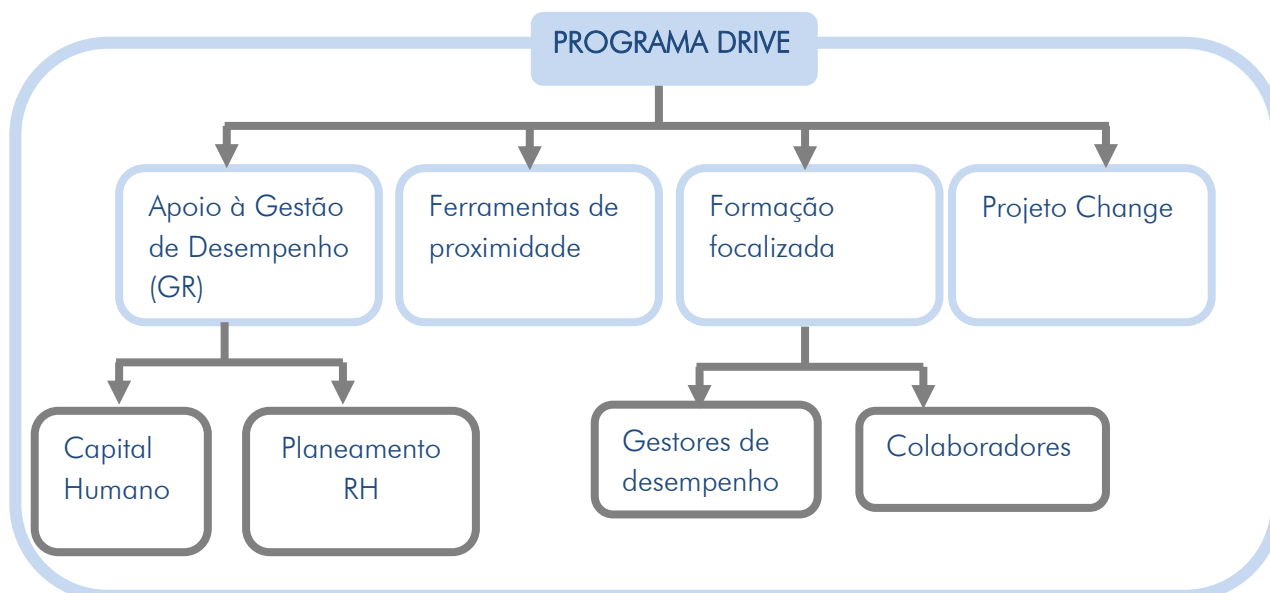 PROGRAMA DRIVE
Apoio à Gestão
de Desempenho
(GR)
Ferramentas de
proximidade
Formação
focalizada
Projeto Change
Capital
Humano
Planeamento
RH
Gestores de
desempenho
Colaboradores